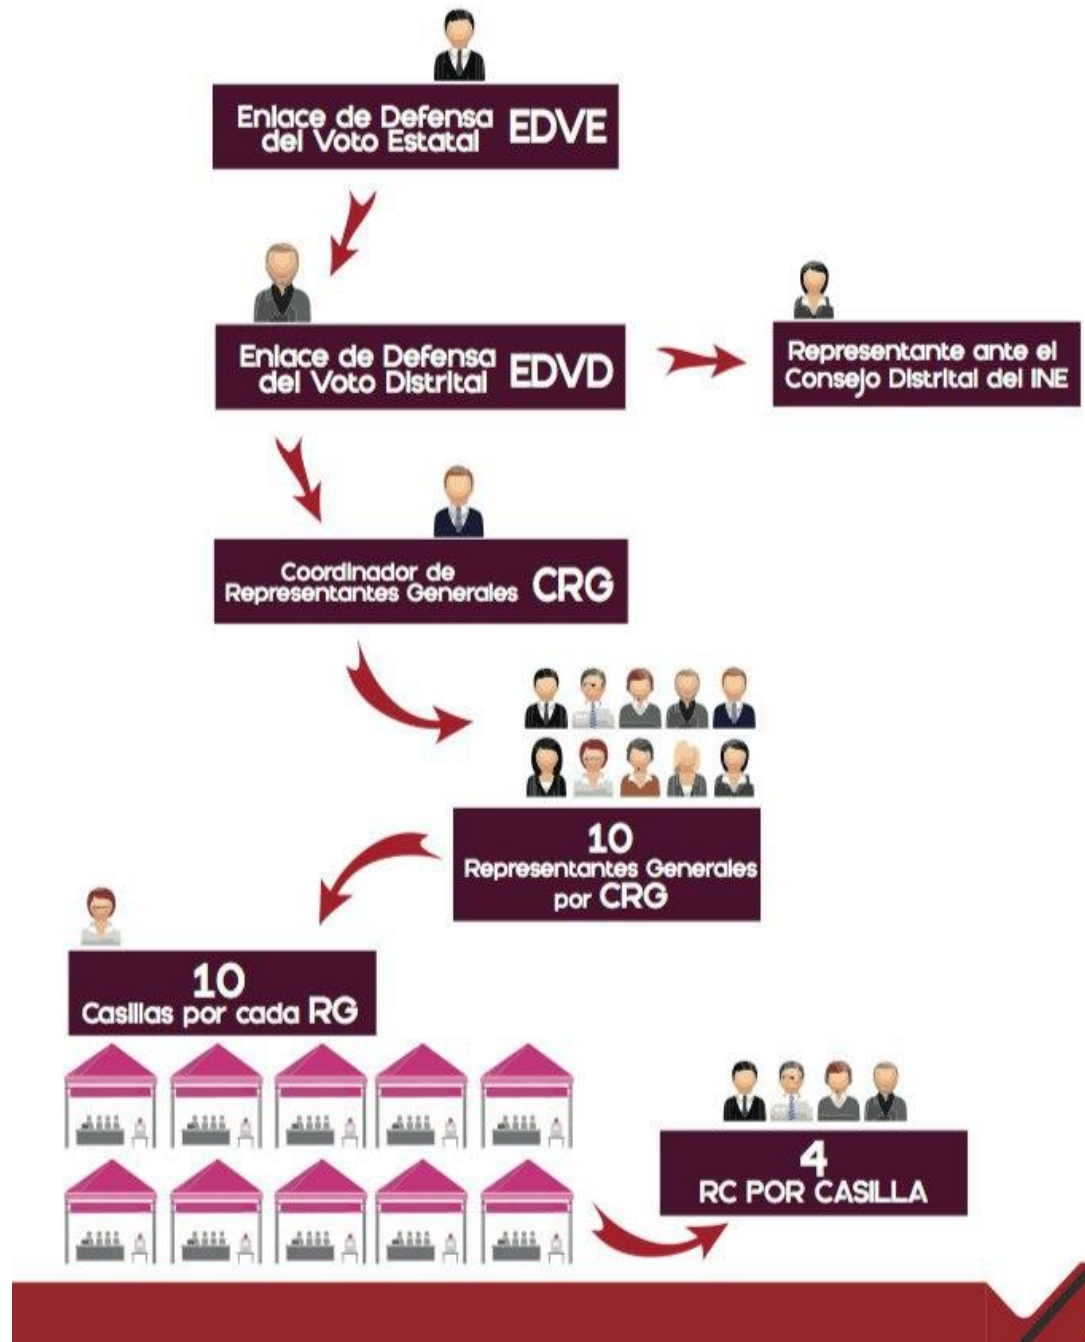 Enlace de Defensa
del Voto Estatal EDVE
Enlace de Defensa
del Voto Distrital EDVD
Representante ante el
Consejo Distrital del INE
Coordinador de
Representantes Generales CRG
10
Representantes Generales
por CRG
10
Casillas por cada RG
4
RC POR CASILLA